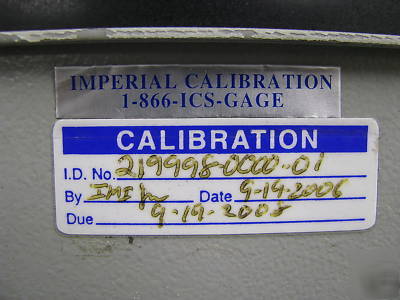 IMPERIAL CALIBRATION
1-866-ICS-GAGE
CALIBRATION
I.D. No. 219998-0000-01
By IMI Date 9-19-2006
Due 9-19-2008